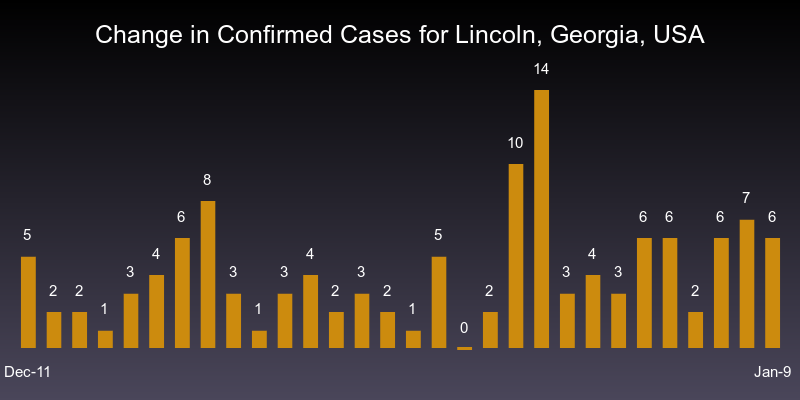 Change in Confirmed Cases for Lincoln, Georgia, USA
5 2 2 1 3 4 6 8 3 1 3 4 2 3 2 1 5 0 2 10 14 3 4 3 6 6 2 6 7 6
Dec-11 Jan-9